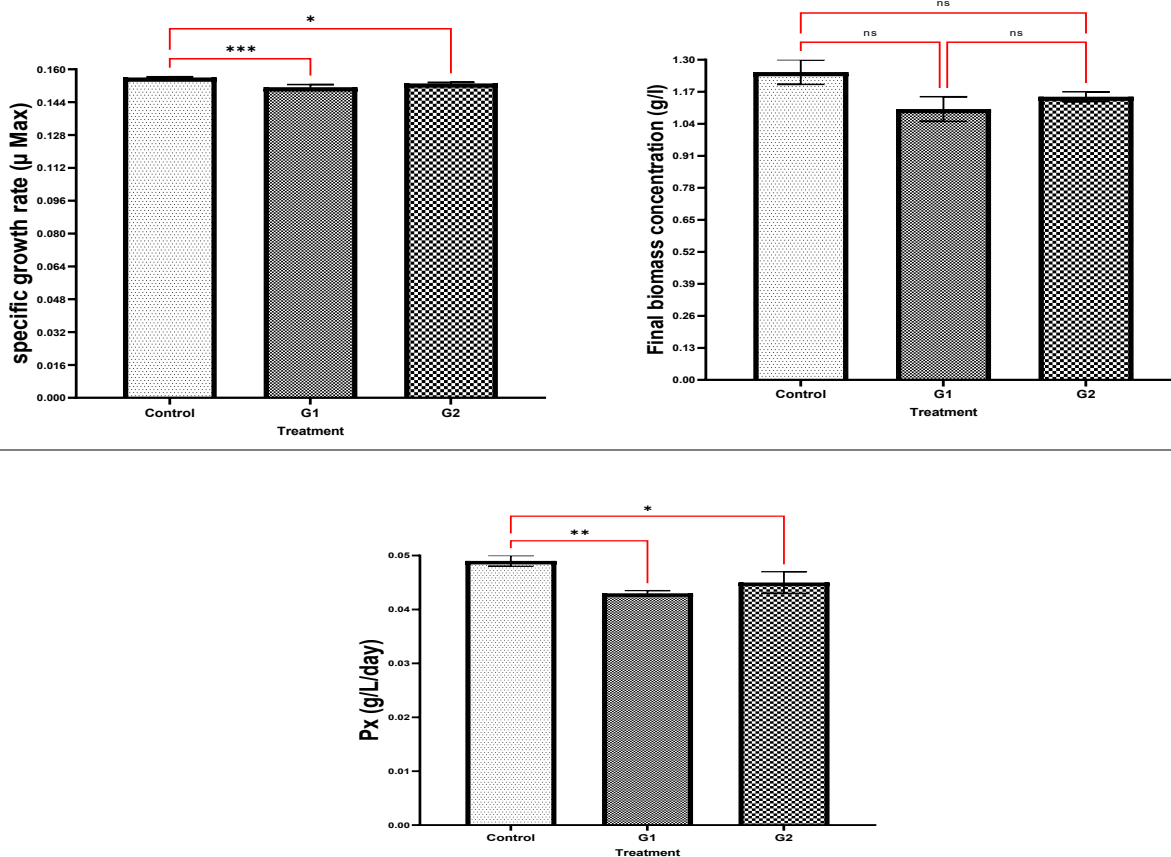 *
***
specific growth rate (µ Max)
0.160
0.144
0.128
0.112
0.096
0.080
0.064
0.048
0.032
0.016
0.000
Control
G1
G2
Treatment
ns
ns
ns
Final biomass concentration (g/l)
1.30
1.17
1.04
0.91
0.78
0.65
0.52
0.39
0.26
0.13
0.00
Control
G1
G2
Treatment
*
**
Px (g/L/day)
0.05
0.04
0.03
0.02
0.01
0.00
Control
G1
G2
Treatment